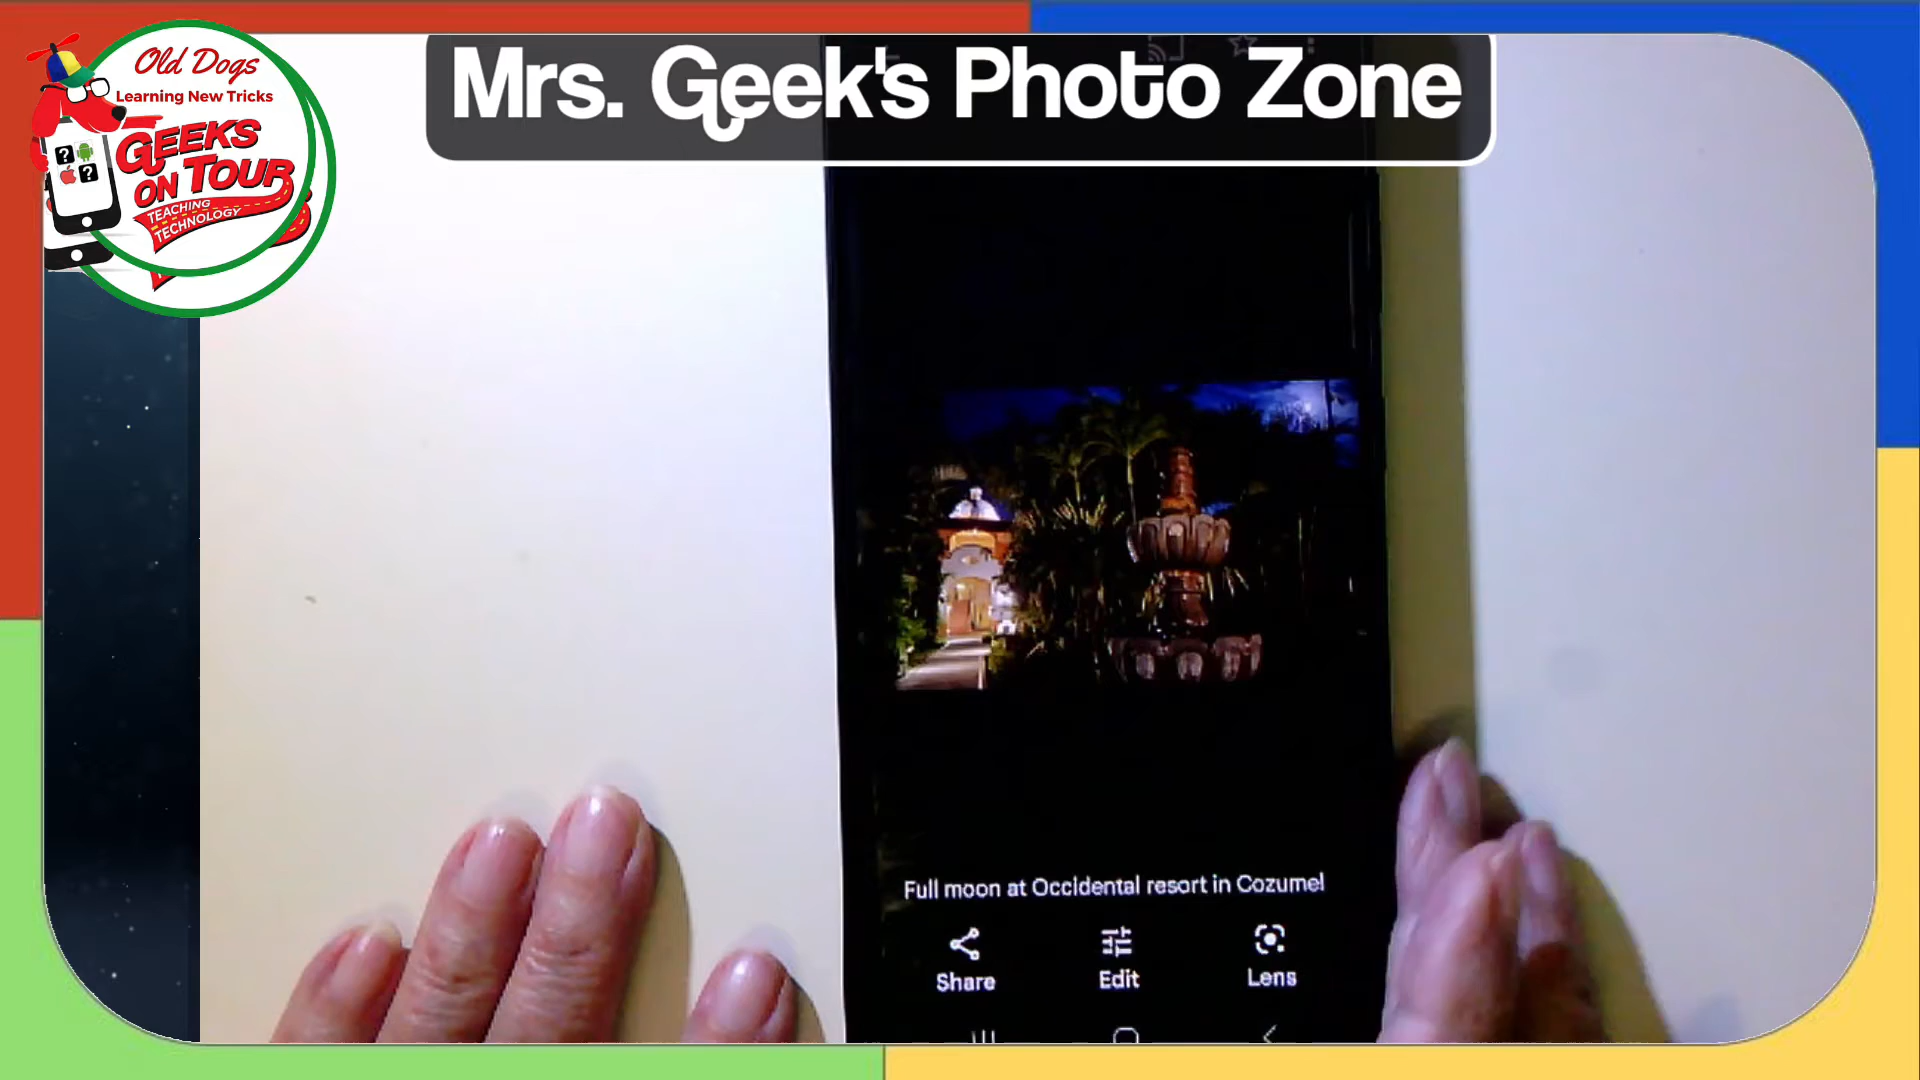 Mrs. Geek's Photo Zone
Old Dogs
Learning New Tricks
GEEKS
ON TOUR
TEACHING
TECHNOLOGY
? 
?
Full moon at Occidental resort in Cozumel
Share
Edit
Lens